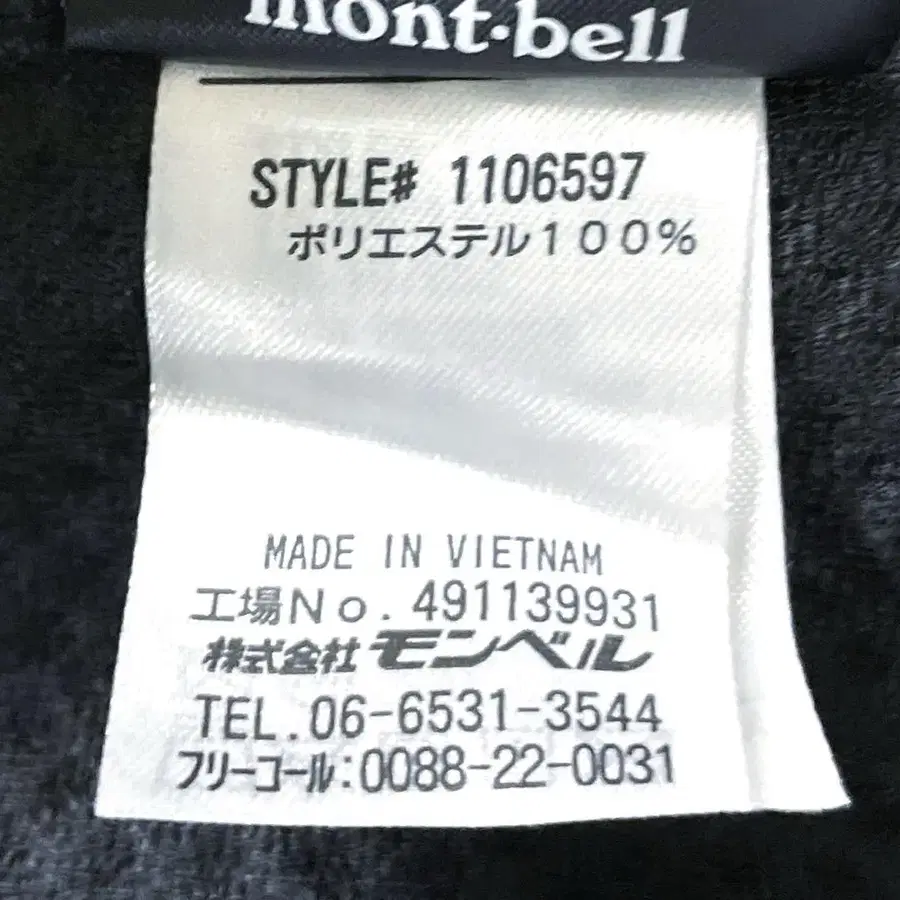 mont·bell
STYLE# 1106597
ポリエステル１００％
MADE IN VIETNAM
工場Ｎｏ. 491139931
株式会社モンベル
TEL.06-6531-3544
フリーコール:0088-22-0031